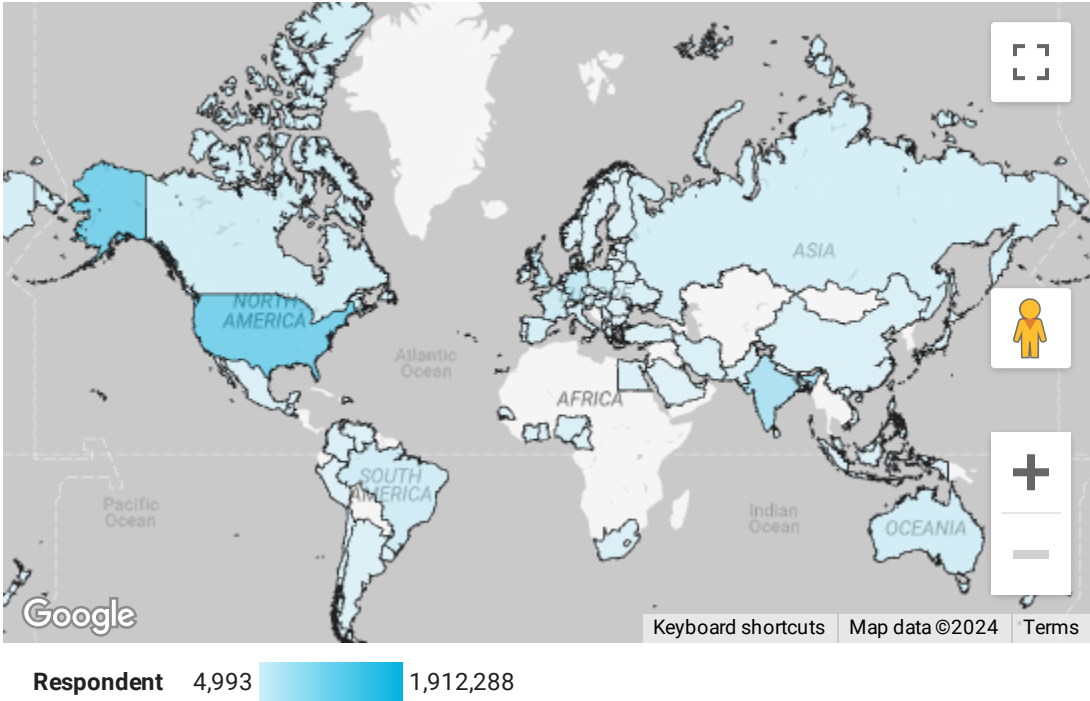 ASIA
NORTH
AMERICA
Atlantic
Ocean
AFRICA
SOUTH
AMERICA
Pacific
Ocean
Indian
Ocean
OCEANIA
Google
Keyboard shortcuts
Map data ©2024
Terms
Respondent 4,993 1,912,288